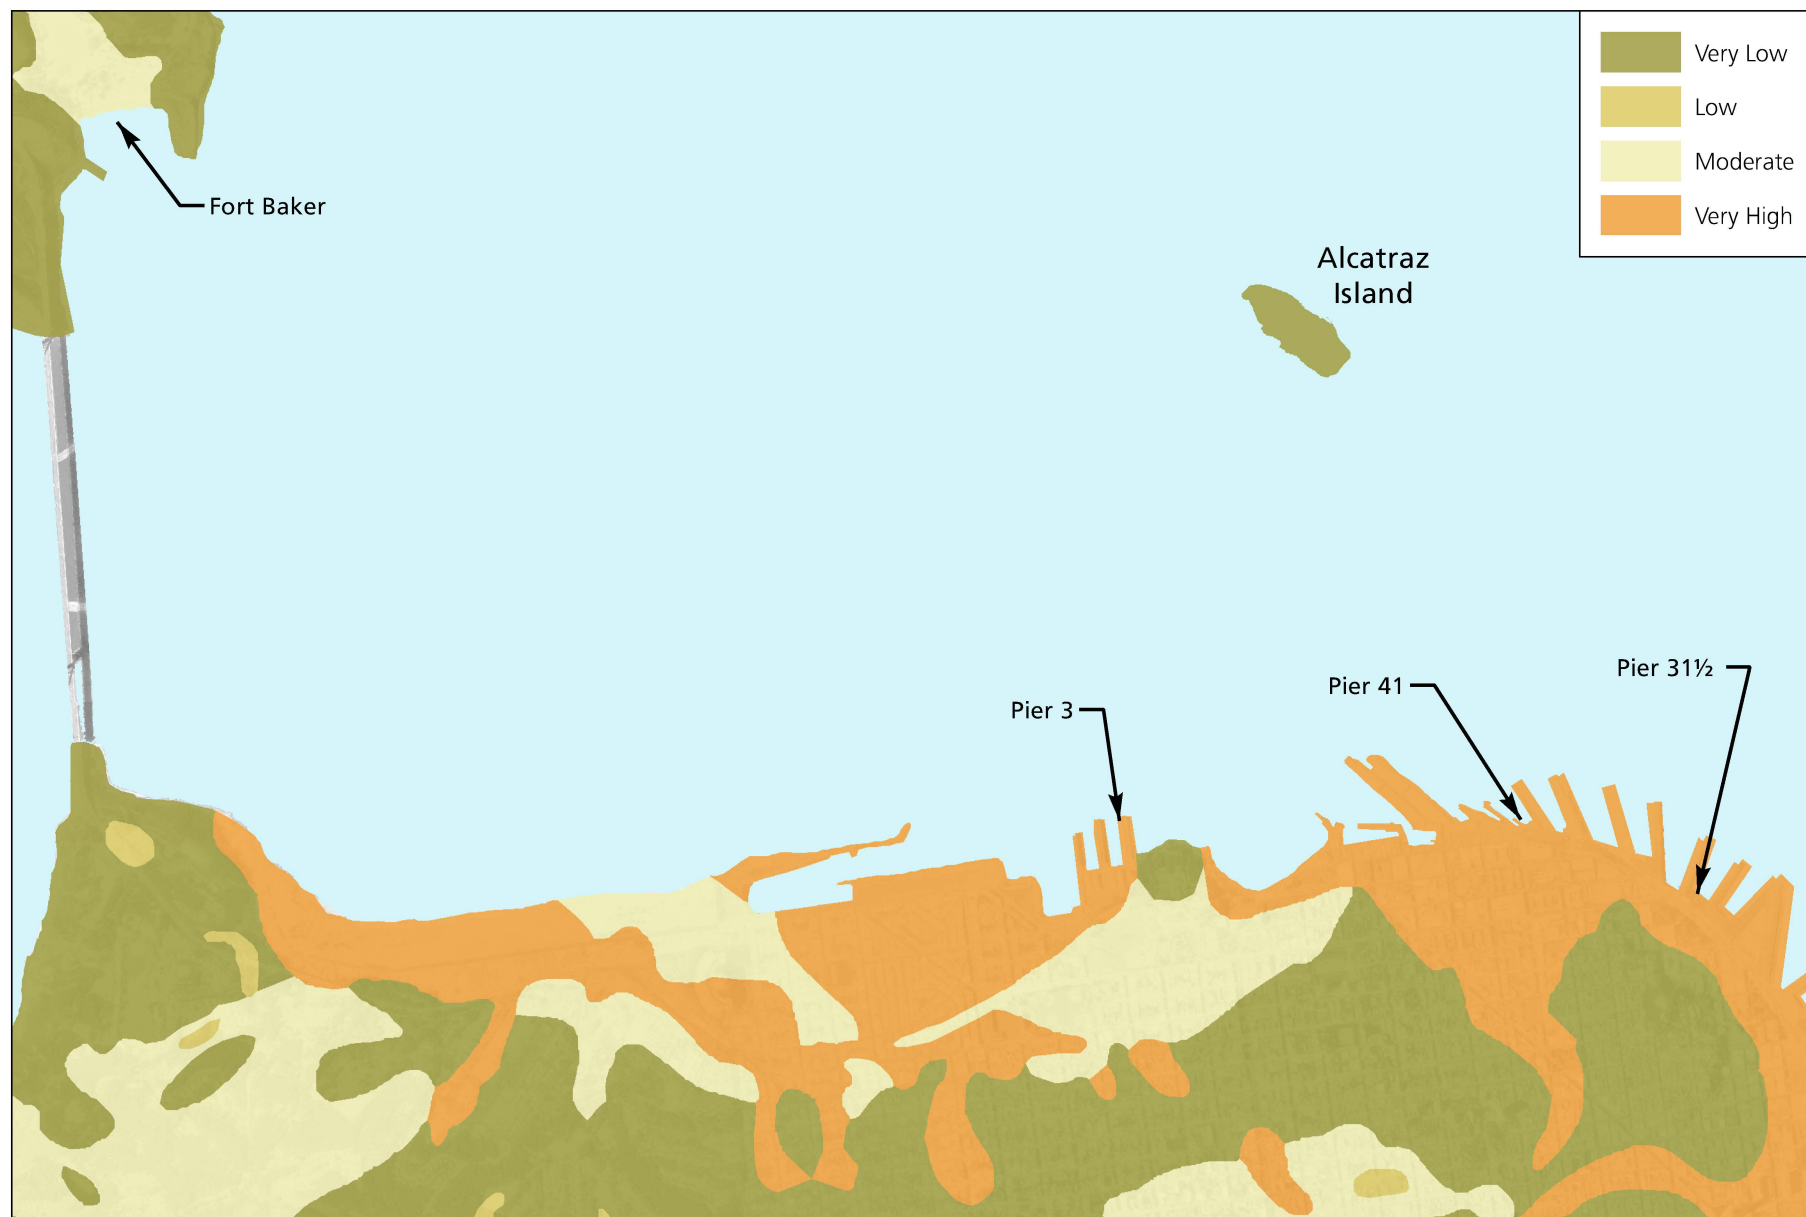 Very Low
Low
Moderate
Very High
Fort Baker
Alcatraz
Island
Pier 31½
Pier 41
Pier 3